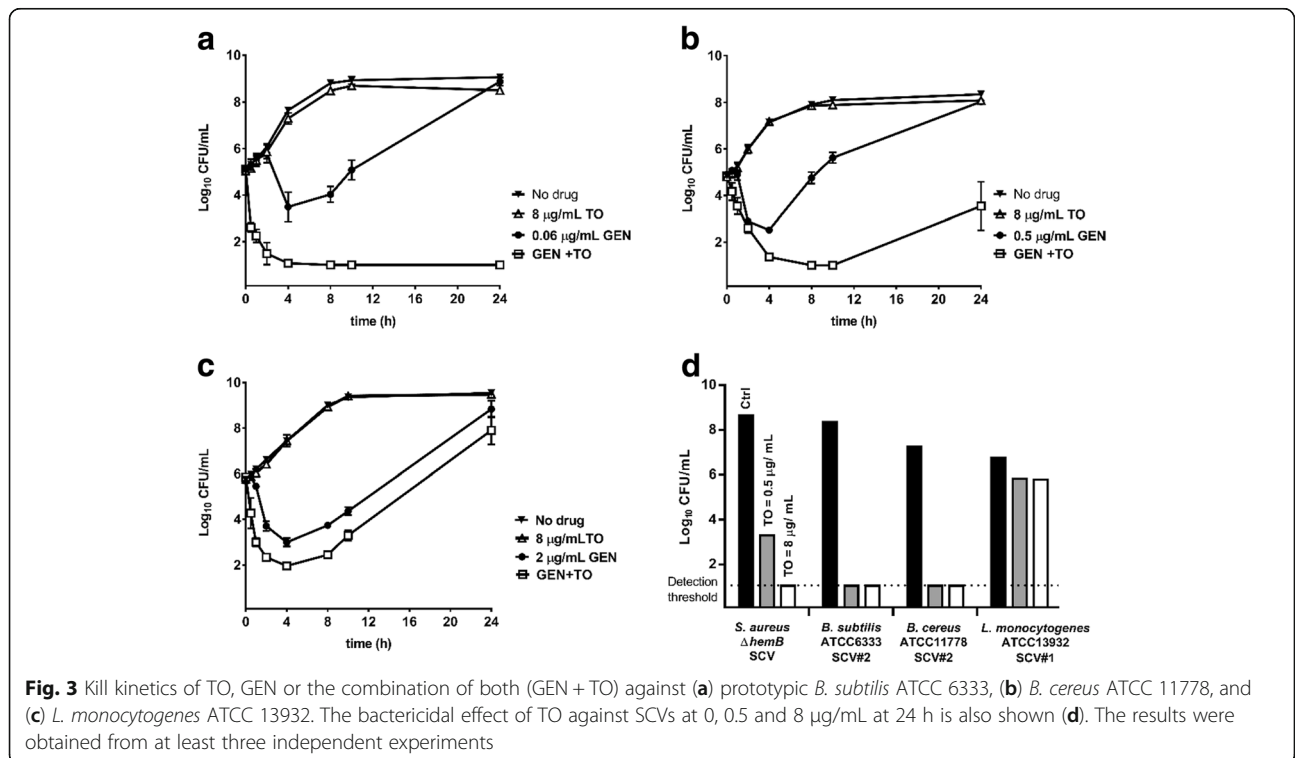 a
10
8
6
4
2
Log₁₀ CFU/mL
0 4 8 12 16 20 24
time (h)
No drug
8 µg/mL TO
0.06 µg/mL GEN
GEN +TO
b
10
8
6
4
2
Log₁₀ CFU/mL
0 4 8 12 16 20 24
time (h)
No drug
8 µg/mL TO
0.5 µg/mL GEN
GEN +TO
c
10
8
6
4
2
Log₁₀ CFU/mL
0 4 8 12 16 20 24
time (h)
No drug
8 µg/mLTO
2 µg/mL GEN
GEN+TO
d
10
8
6
4
2
Log₁₀ CFU/mL
Detection
threshold
Ctrl
TO = 0.5 µg/ mL
TO = 8 µg/ mL
S. aureus
ΔhemB
SCV
B. subtilis
ATCC6333
SCV#2
B. cereus
ATCC11778
SCV#2
L. monocytogenes
ATCC13932
SCV#1
Fig. 3 Kill kinetics of TO, GEN or the combination of both (GEN + TO) against (a) prototypic B. subtilis ATCC 6333, (b) B. cereus ATCC 11778, and
(c) L. monocytogenes ATCC 13932. The bactericidal effect of TO against SCVs at 0, 0.5 and 8 µg/mL at 24 h is also shown (d). The results were
obtained from at least three independent experiments